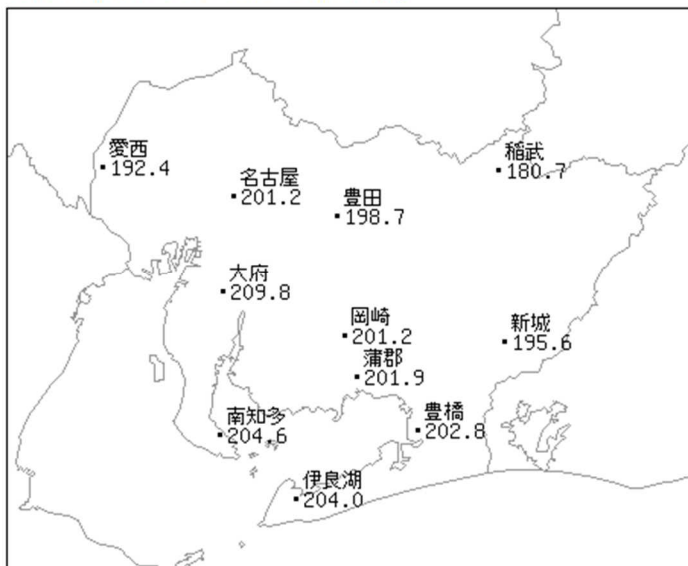 愛西
192.4
稲武
180.7
名古屋
201.2
豊田
198.7
大府
209.8
岡崎
201.2
新城
195.6
蒲郡
201.9
南知多
204.6
豊橋
202.8
伊良湖
204.0